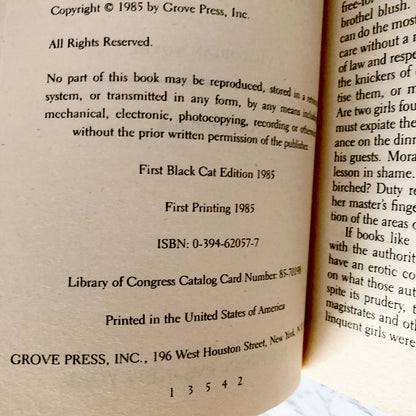 Copyright © 1985 by Grove Press, Inc.
All Rights Reserved.
No part of this book may be reproduced, stored in a
system, or transmitted in any form, by any means
mechanical, electronic, photocopying, recording or
without the prior written permission of the publisher.
First Black Cat Edition 1985
First Printing 1985
ISBN: 0-394-62057-7
Library of Congress Catalog Card Number: 85-70198
Printed in the United States of America
GROVE PRESS, INC., 196 West Houston Street, New York,
1 3 5 4 2
brothel blush.
can do the most
care without a
of law and
the knickers of
tise them, or
Are two girls
must expiate the
ance on the
his guests.
lesson in shame.
birched? Duty
her master's
tion of the areas
If books like
with the
have an erotic
on what those
spite its prudery,
magistrates and
linquent girls were